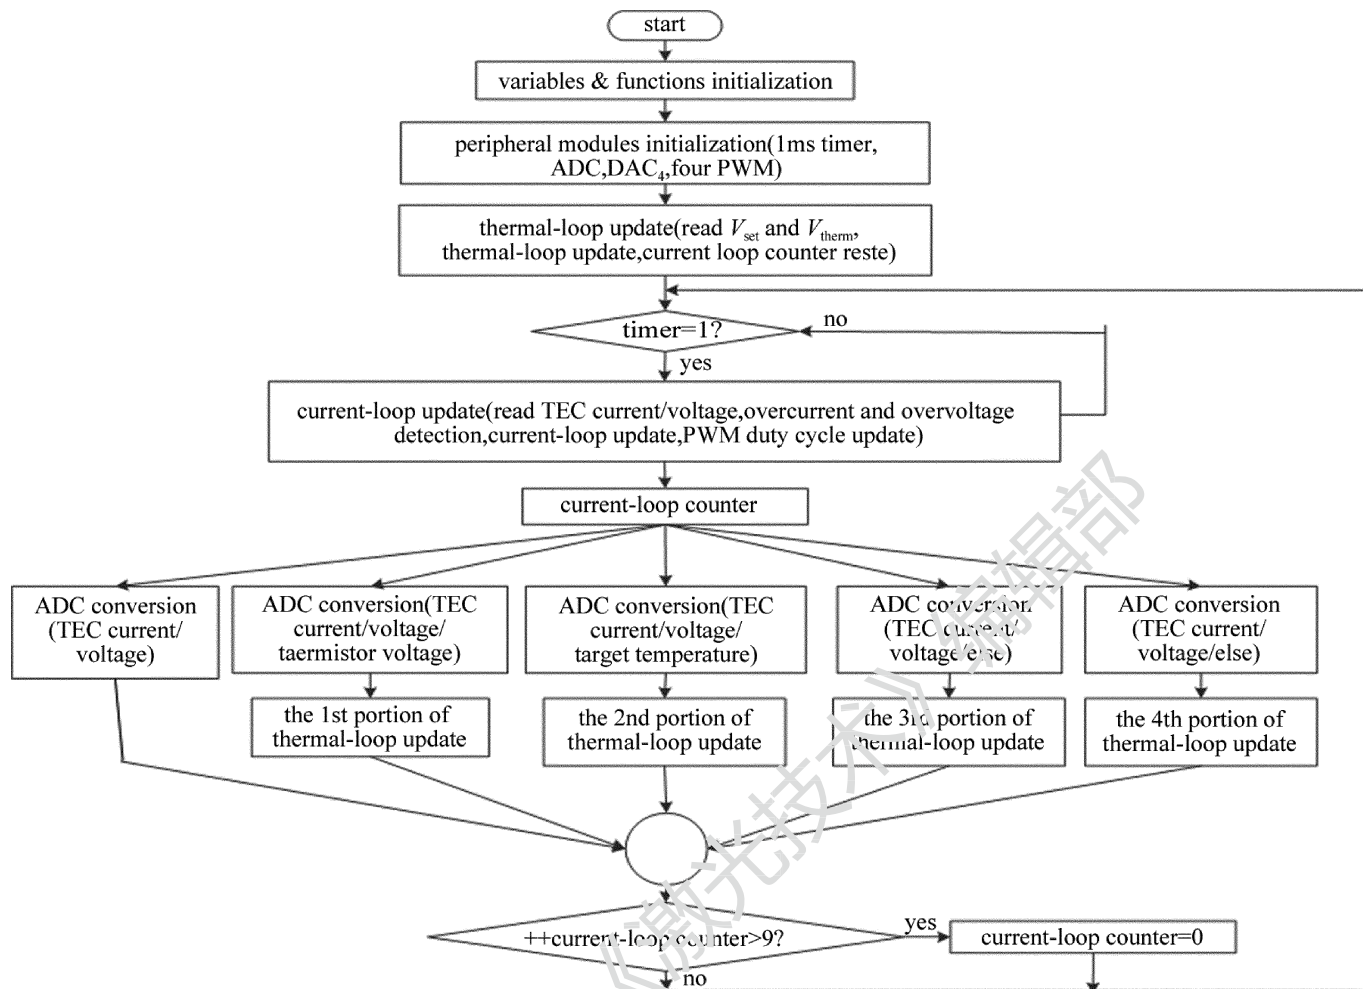 start
variables & functions initialization
peripheral modules initialization(1ms timer,
ADC,DAC4,four PWM)
thermal-loop update(read Vset and Vtherm,
thermal-loop update,current loop counter reste)
timer=1?
no
yes
current-loop update(read TEC current/voltage,overcurrent and overvoltage
detection,current-loop update,PWM duty cycle update)
current-loop counter
ADC conversion
(TEC current/
voltage)
ADC conversion(TEC
current/voltage/
taermistor voltage)
ADC conversion(TEC
current/voltage/
target temperature)
ADC conversion
(TEC current/
voltage/else)
ADC conversion
(TEC current/
voltage/else)
the 1st portion of
thermal-loop update
the 2nd portion of
thermal-loop update
the 3rd portion of
thermal-loop update
the 4th portion of
thermal-loop update
++current-loop counter>9?
yes
current-loop counter=0
no
《激光技术》编辑部